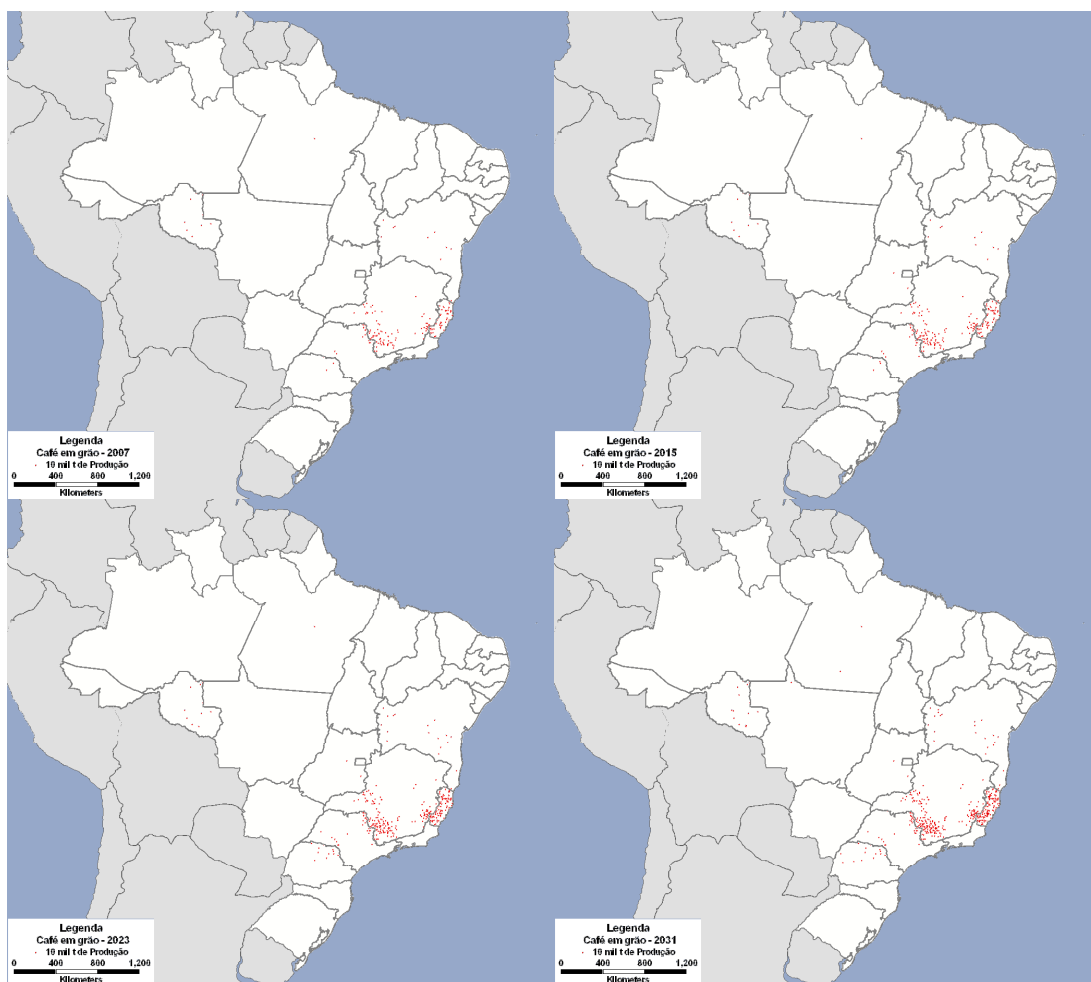 Legenda
Café em grão - 2007
10 mil t de Produção
0 400 800 1,200
Kilometers
Legenda
Café em grão - 2015
10 mil t de Produção
0 400 800 1,200
Kilometers
Legenda
Café em grão - 2023
10 mil t de Produção
0 400 800 1,200
Kilometers
Legenda
Café em grão - 2031
10 mil t de Produção
0 400 800 1,200
Kilometers